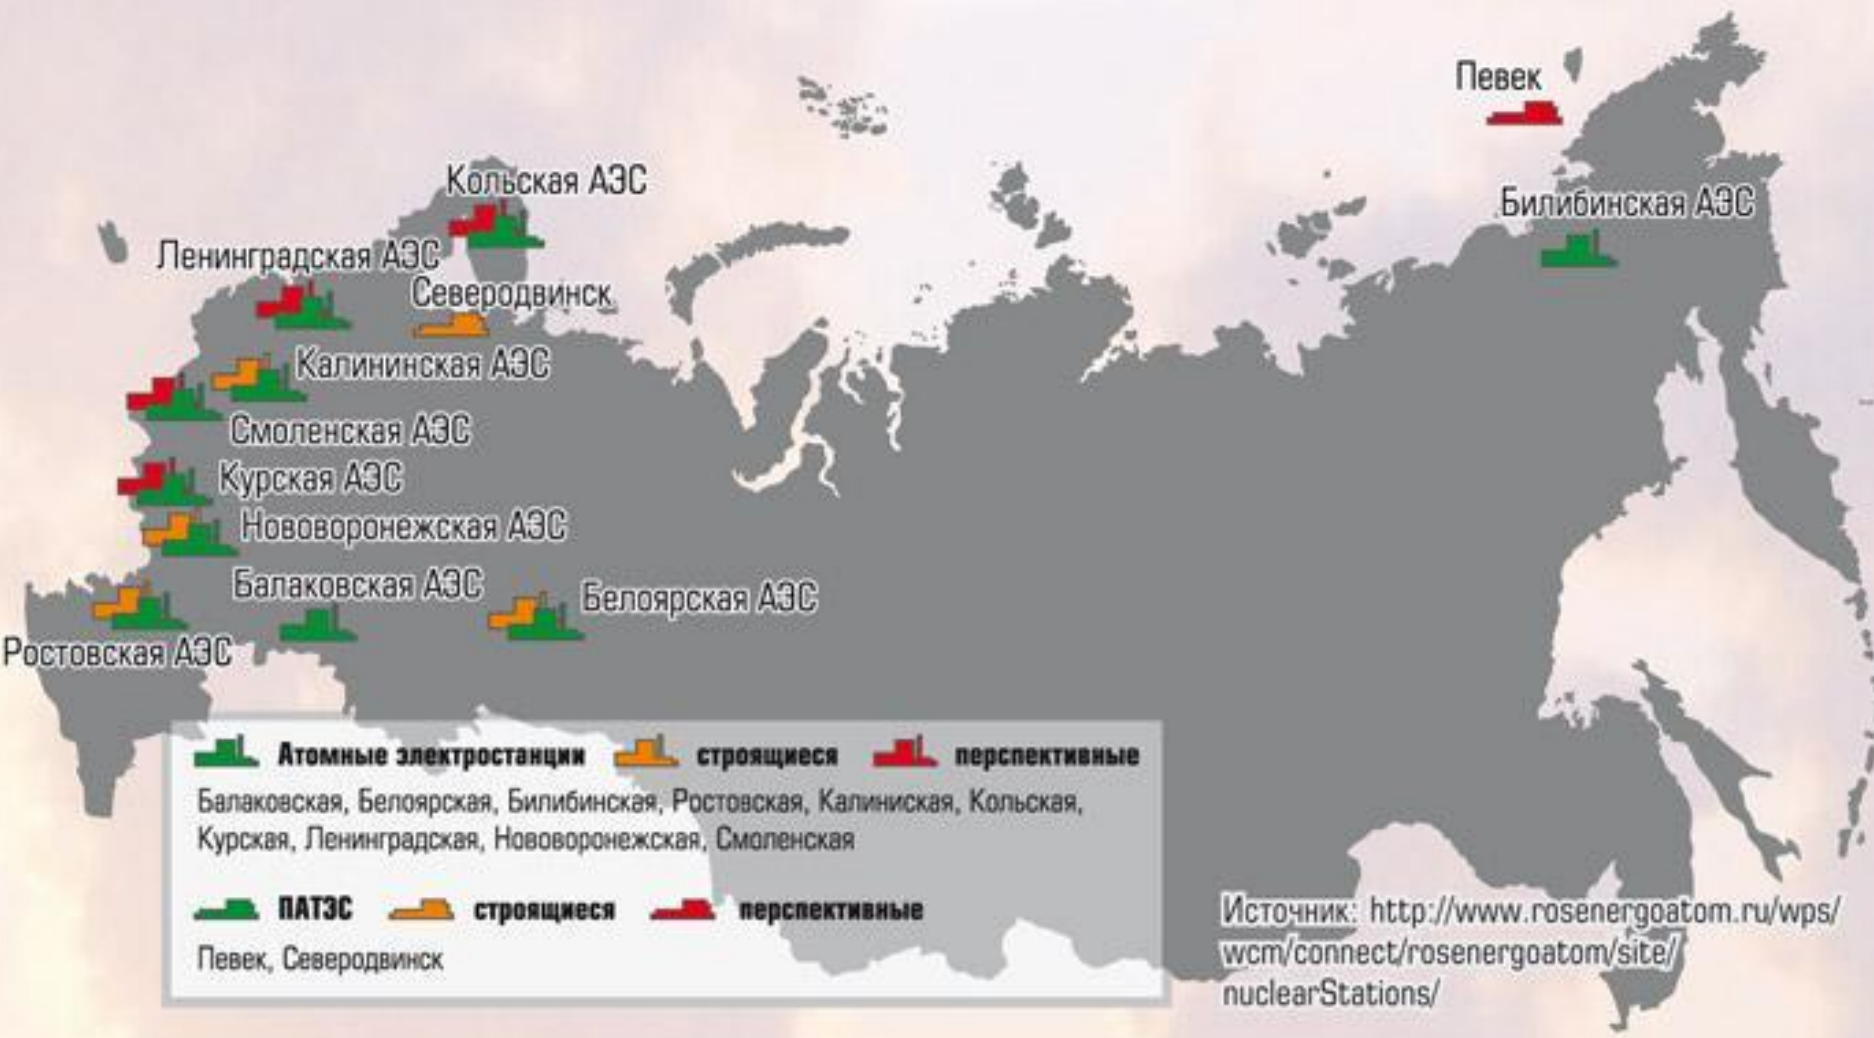 Певек
Кольская АЭС
Билибинская АЭС
Ленинградская АЭС
Северодвинск
Калининская АЭС
Смоленская АЭС
Курская АЭС
Нововоронежская АЭС
Балаковская АЭС
Белоярская АЭС
Ростовская АЭС
Атомные электростанции строящиеся перспективные
Балаковская, Белоярская, Билибинская, Ростовская, Калиниская, Кольская,
Курская, Ленинградская, Нововоронежская, Смоленская
ПАТЭС строящиеся перспективные
Певек, Северодвинск
Источник: http://www.rosenergoatom.ru/wps/
wcm/connect/rosenergoatom/site/
nuclearStations/